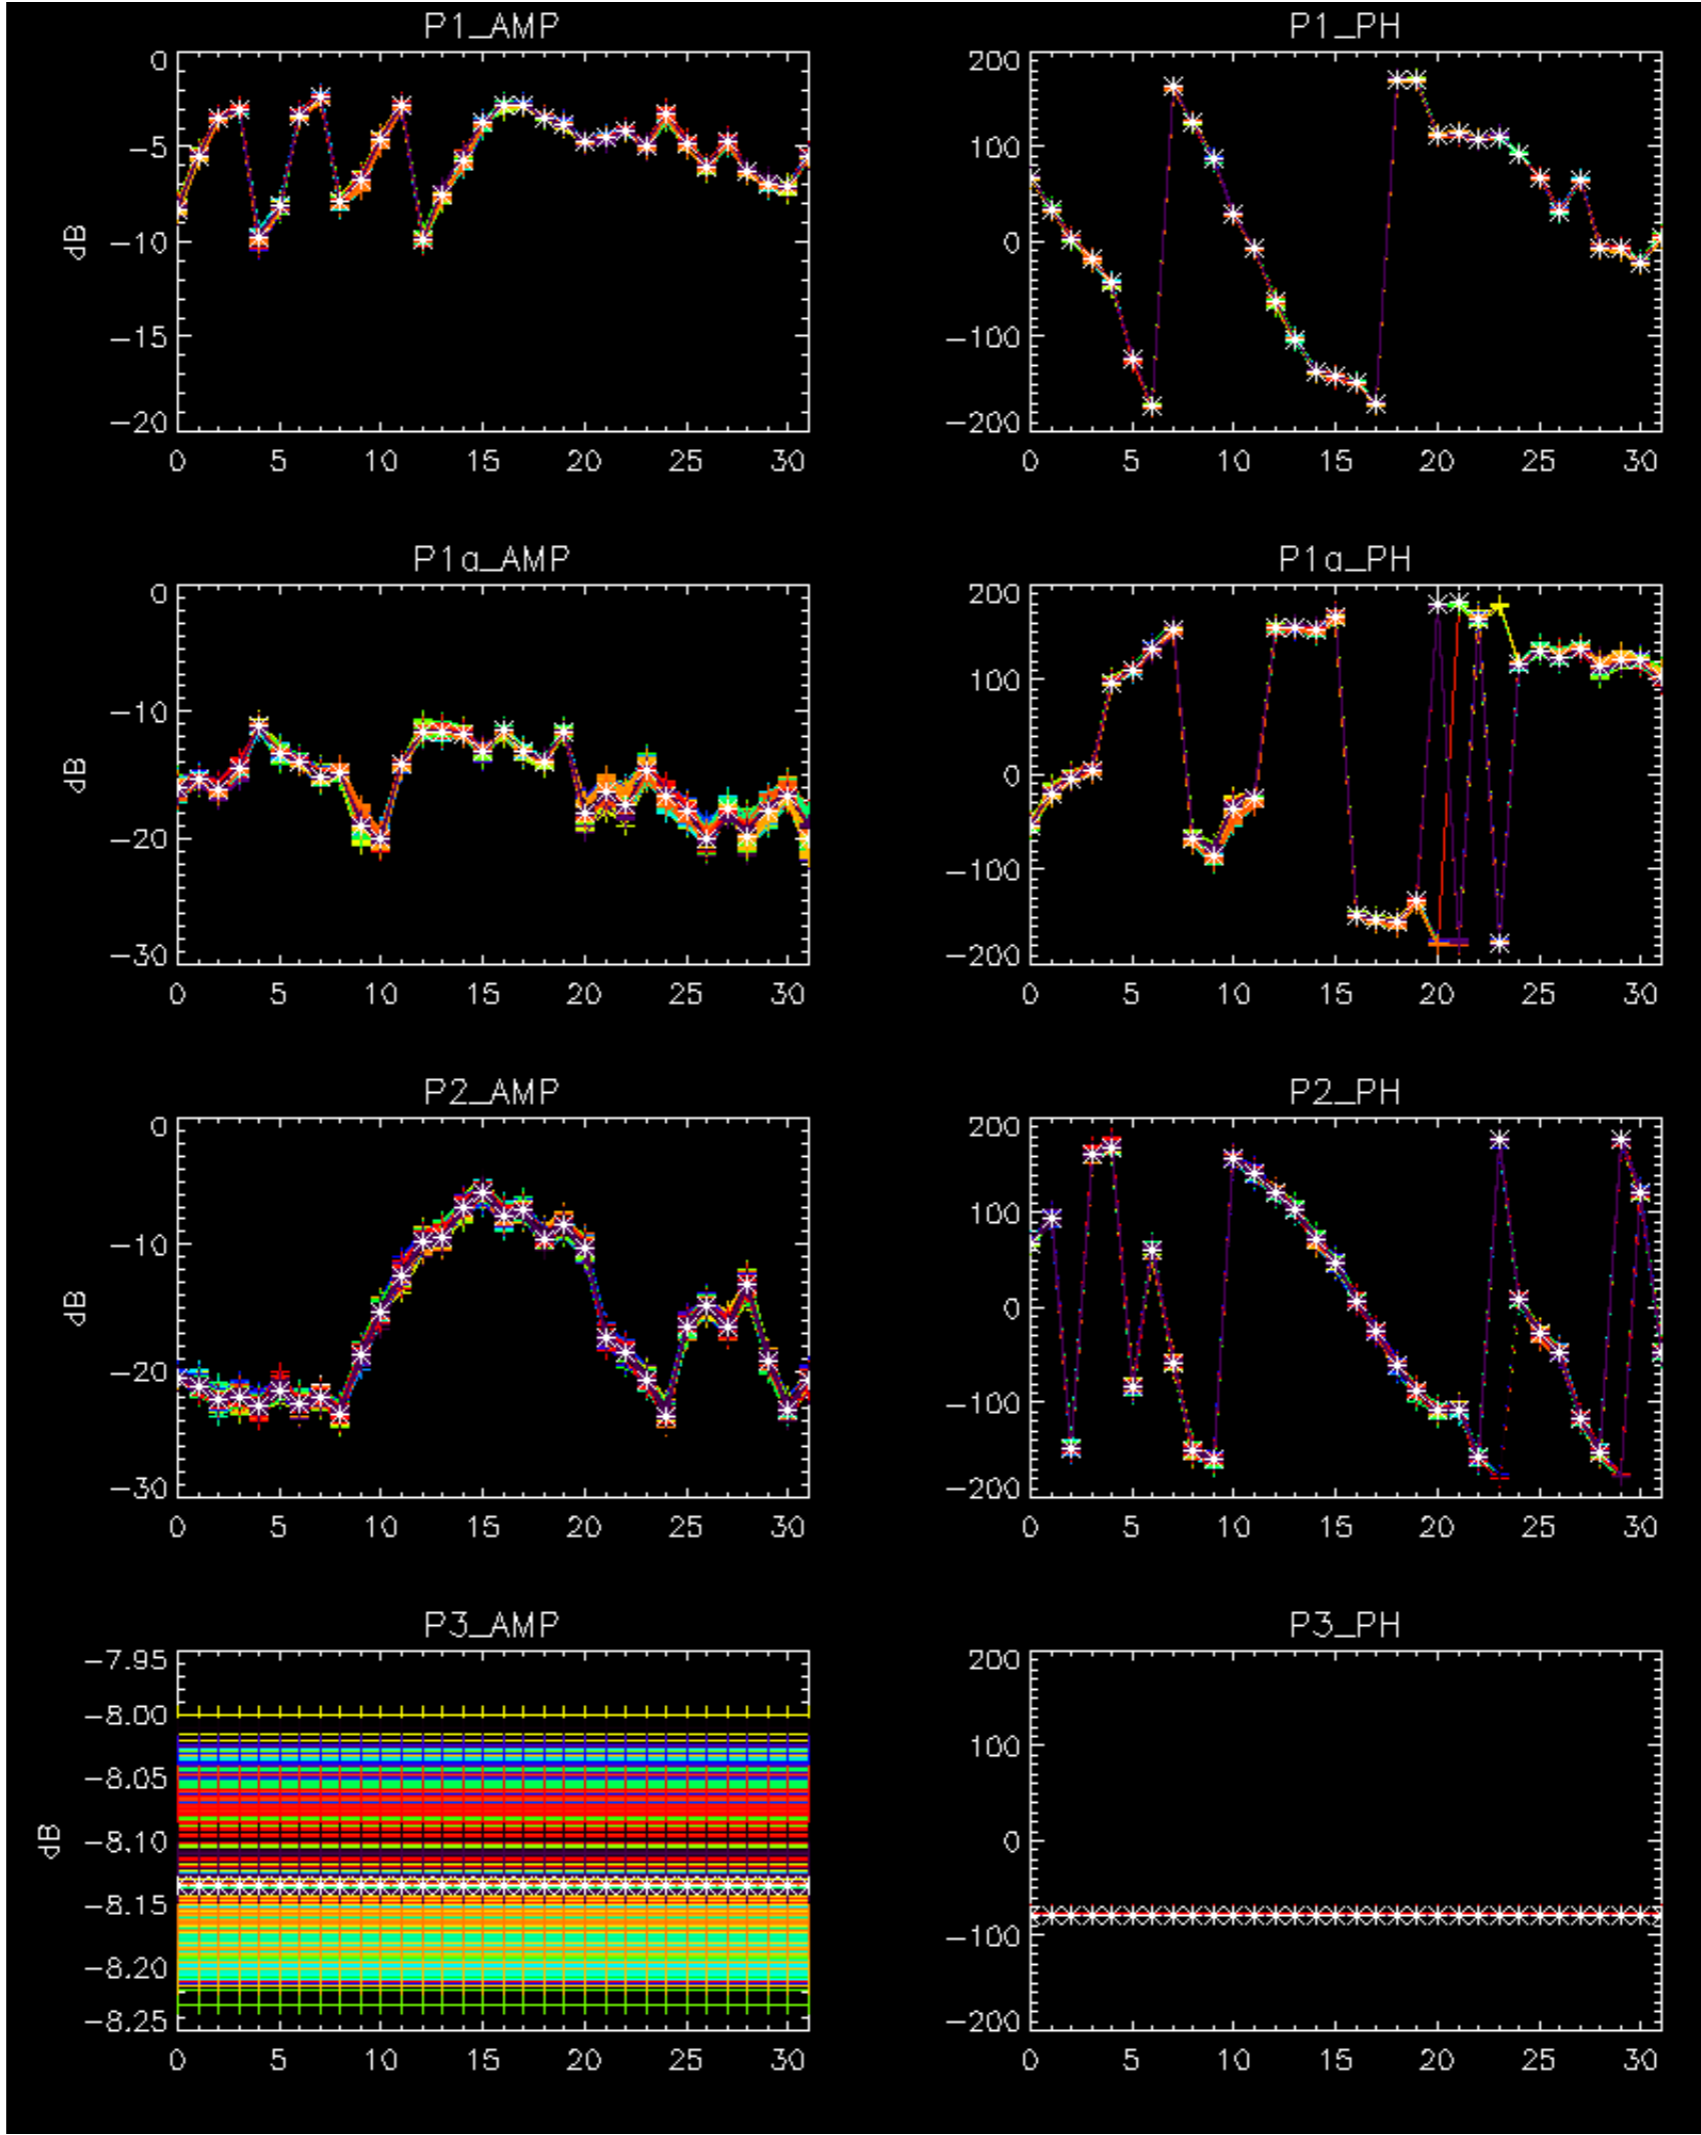 P1_AMP P1_PH
0 200
-5 100
dB -10 0
-15 -100
-20 -200
0 5 10 15 20 25 30 0 5 10 15 20 25 30
P1a_AMP P1a_PH
0 200
-10 100
dB 0
-20 -100
-30 -200
0 5 10 15 20 25 30 0 5 10 15 20 25 30
P2_AMP P2_PH
0 200
-10 100
dB 0
-20 -100
-30 -200
0 5 10 15 20 25 30 0 5 10 15 20 25 30
P3_AMP P3_PH
-7.95 200
-8.00 100
-8.05
dB -8.10 0
-8.15 -100
-8.20
-8.25 -200
0 5 10 15 20 25 30 0 5 10 15 20 25 30